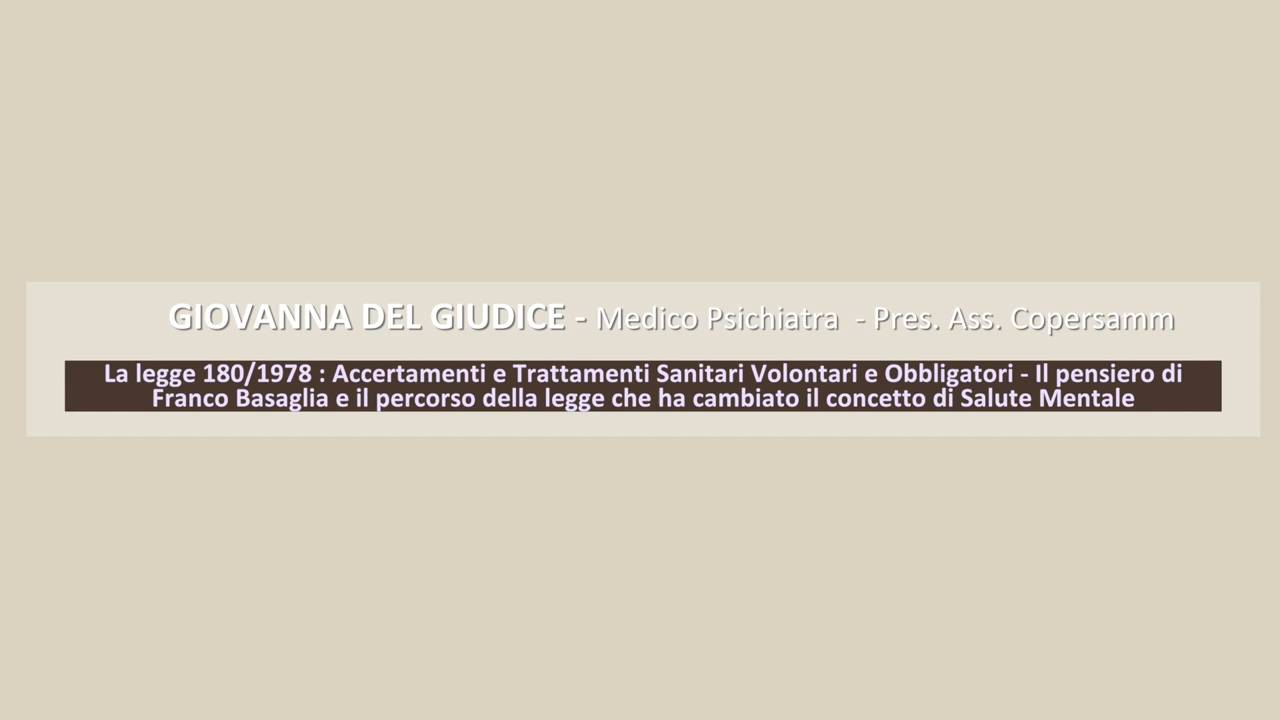 GIOVANNA DEL GIUDICE - Medico Psichiatra - Pres. Ass. Copersamm
La legge 180/1978 : Accertamenti e Trattamenti Sanitari Volontari e Obbligatori - Il pensiero di
Franco Basaglia e il percorso della legge che ha cambiato il concetto di Salute Mentale